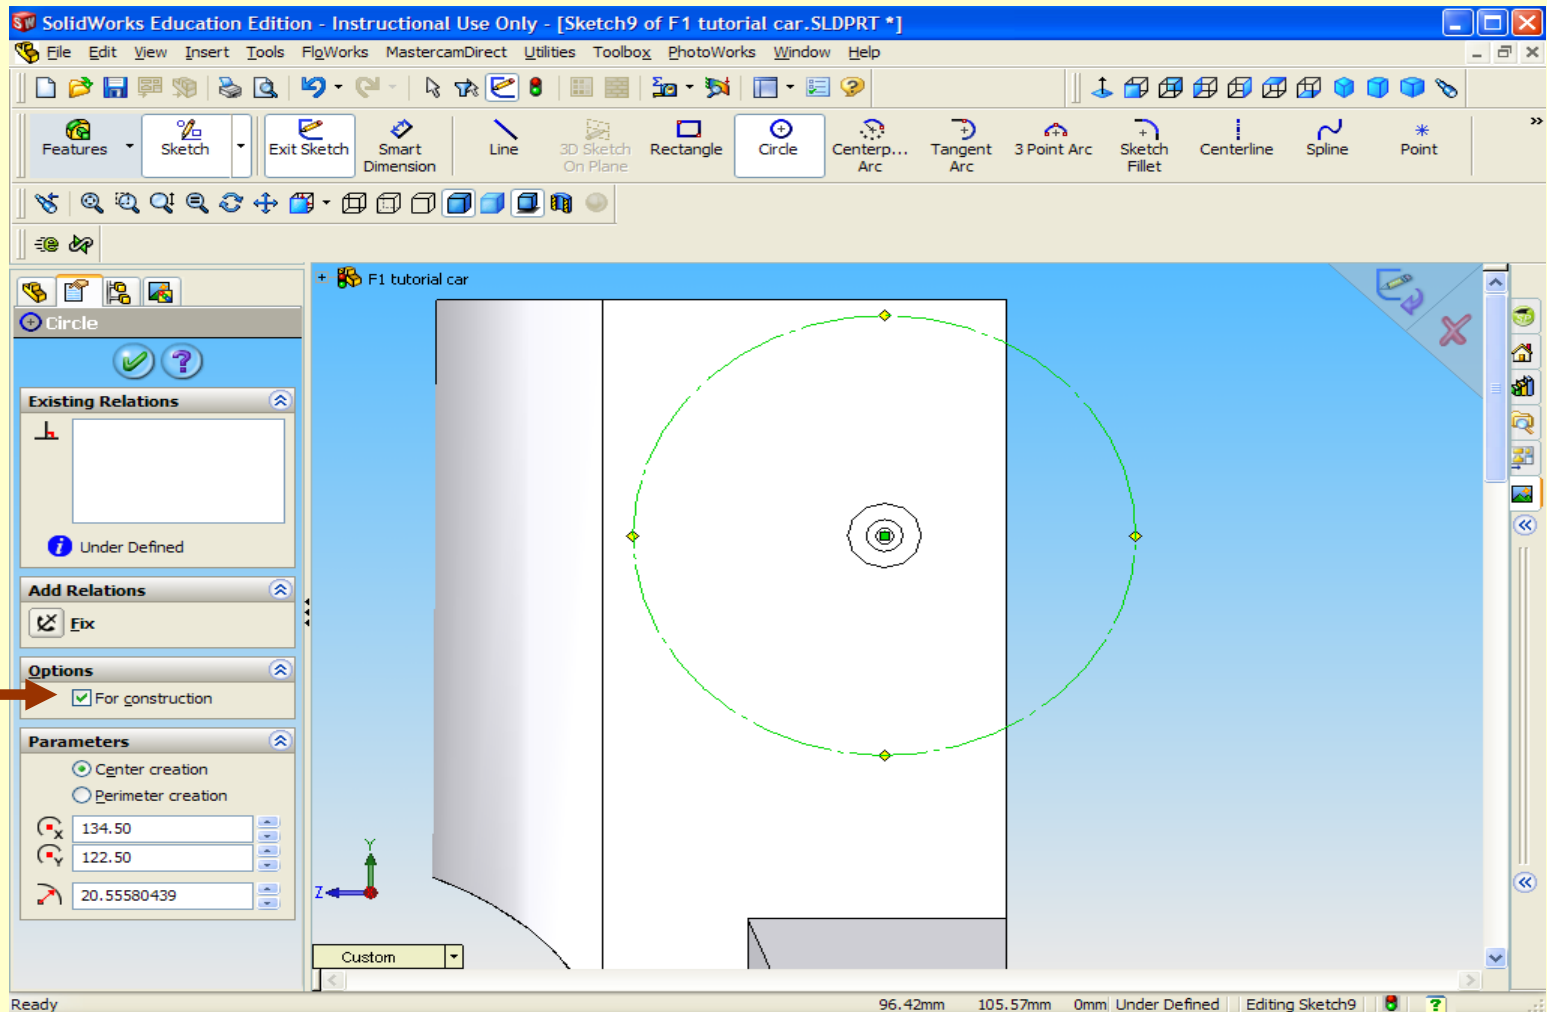 SolidWorks Education Edition - Instructional Use Only - [Sketch9 of F1 tutorial car.SLDPRT *]
File Edit View Insert Tools FloWorks MastercamDirect Utilities Toolbox PhotoWorks Window Help
Features Sketch Exit Sketch Smart Dimension Line 3D Sketch On Plane Rectangle Circle Centerp... Arc Tangent Arc 3 Point Arc Sketch Fillet Centerline Spline Point
F1 tutorial car
Circle
Existing Relations
Under Defined
Add Relations
Fix
Options
For construction
Parameters
Center creation
Perimeter creation
X 134.50
Y 122.50
20.55580439
Y
Z
Custom
Ready 96.42mm 105.57mm 0mm Under Defined Editing Sketch9